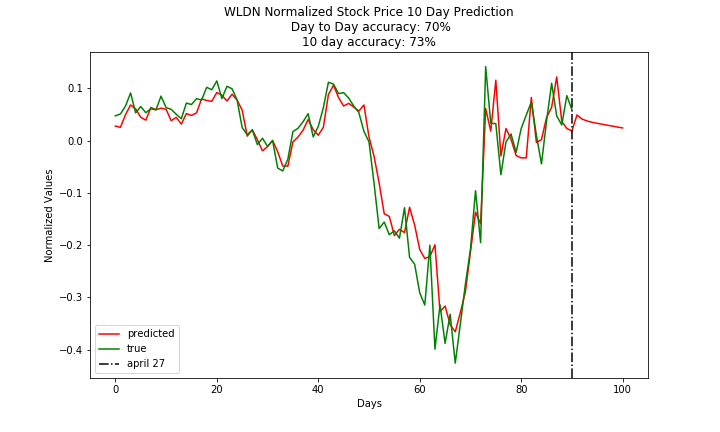 WLDN Normalized Stock Price 10 Day Prediction
Day to Day accuracy: 70%
10 day accuracy: 73%
0.1
0.0
−0.1
−0.2
−0.3
−0.4
Normalized Values
predicted
true
april 27
0 20 40 60 80 100
Days